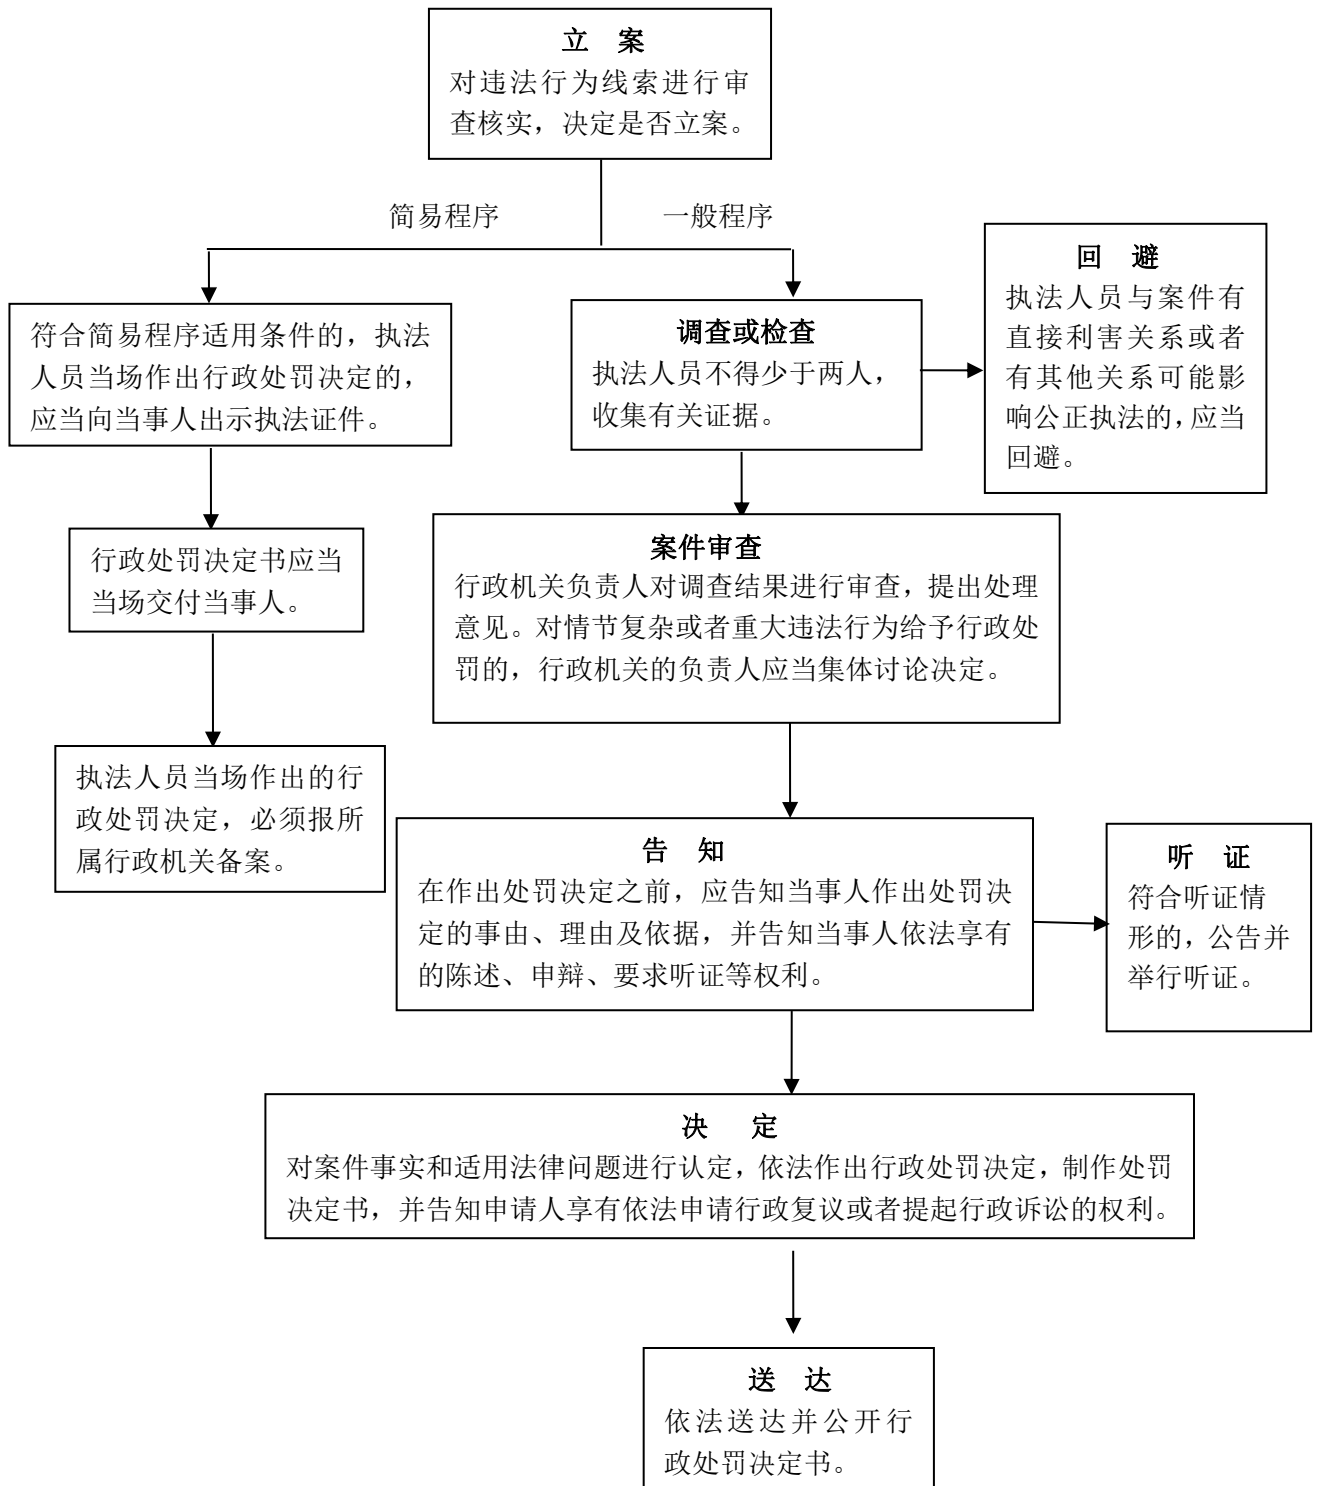 立 案
对违法行为线索进行审
查核实，决定是否立案。
简易程序
一般程序
符合简易程序适用条件的，执法
人员当场作出行政处罚决定的，
应当向当事人出示执法证件。
调查或检查
执法人员不得少于两人，
收集有关证据。
回 避
执法人员与案件有
直接利害关系或者
有其他关系可能影
响公正执法的，应当
回避。
行政处罚决定书应当
当场交付当事人。
案件审查
行政机关负责人对调查结果进行审查，提出处理
意见。对情节复杂或者重大违法行为给予行政处
罚的，行政机关的负责人应当集体讨论决定。
执法人员当场作出的行
政处罚决定，必须报所
属行政机关备案。
告 知
在作出处罚决定之前，应告知当事人作出处罚决
定的事由、理由及依据，并告知当事人依法享有
的陈述、申辩、要求听证等权利。
听 证
符合听证情
形的，公告并
举行听证。
决 定
对案件事实和适用法律问题进行认定，依法作出行政处罚决定，制作处罚
决定书，并告知申请人享有依法申请行政复议或者提起行政诉讼的权利。
送 达
依法送达并公开行
政处罚决定书。